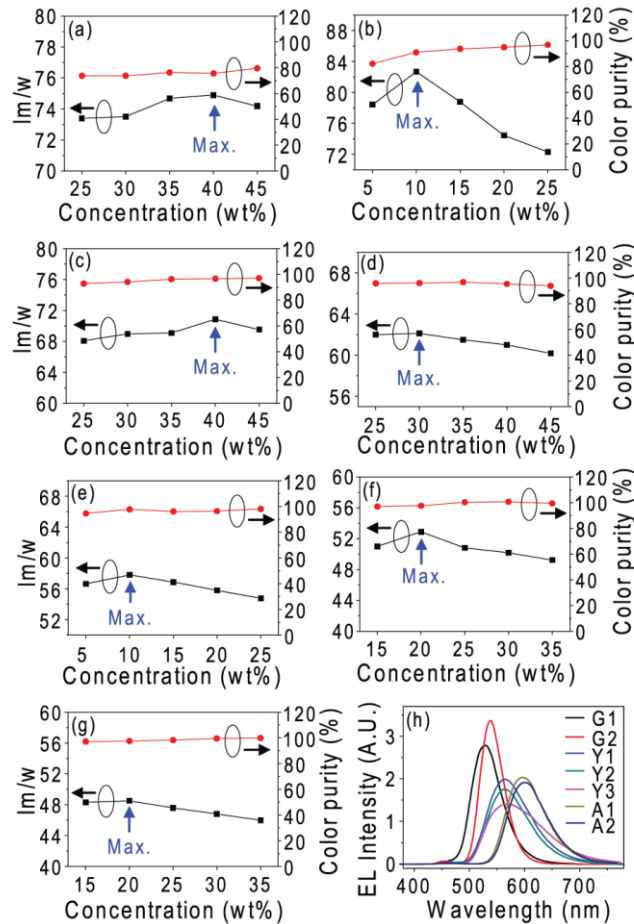 (a)
lm/w
80
78
76
74
72
70
120
100
80
60
40
20
0
Max.
25 30 35 40 45
Concentration (wt%)
(b)
84
80
76
72
120
100
80
60
40
20
0
Color purity (%)
Max.
5 10 15 20 25
Concentration (wt%)
(c)
lm/w
80
76
72
68
64
60
120
100
80
60
40
20
0
Max.
25 30 35 40 45
Concentration (wt%)
(d)
68
64
60
56
120
100
80
60
40
20
0
Color purity (%)
Max.
25 30 35 40 45
Concentration (wt%)
(e)
lm/w
68
64
60
56
52
120
100
80
60
40
20
0
Max.
5 10 15 20 25
Concentration (wt%)
(f)
60
56
52
48
44
40
120
100
80
60
40
20
0
Color purity (%)
Max.
15 20 25 30 35
Concentration (wt%)
(g)
lm/w
60
56
52
48
44
40
120
100
80
60
40
20
0
Color purity (%)
Max.
15 20 25 30 35
Concentration (wt%)
(h)
EL Intensity (A.U.)
3
2
1
0
G1
G2
Y1
Y2
Y3
A1
A2
400 500 600 700
Wavelength (nm)